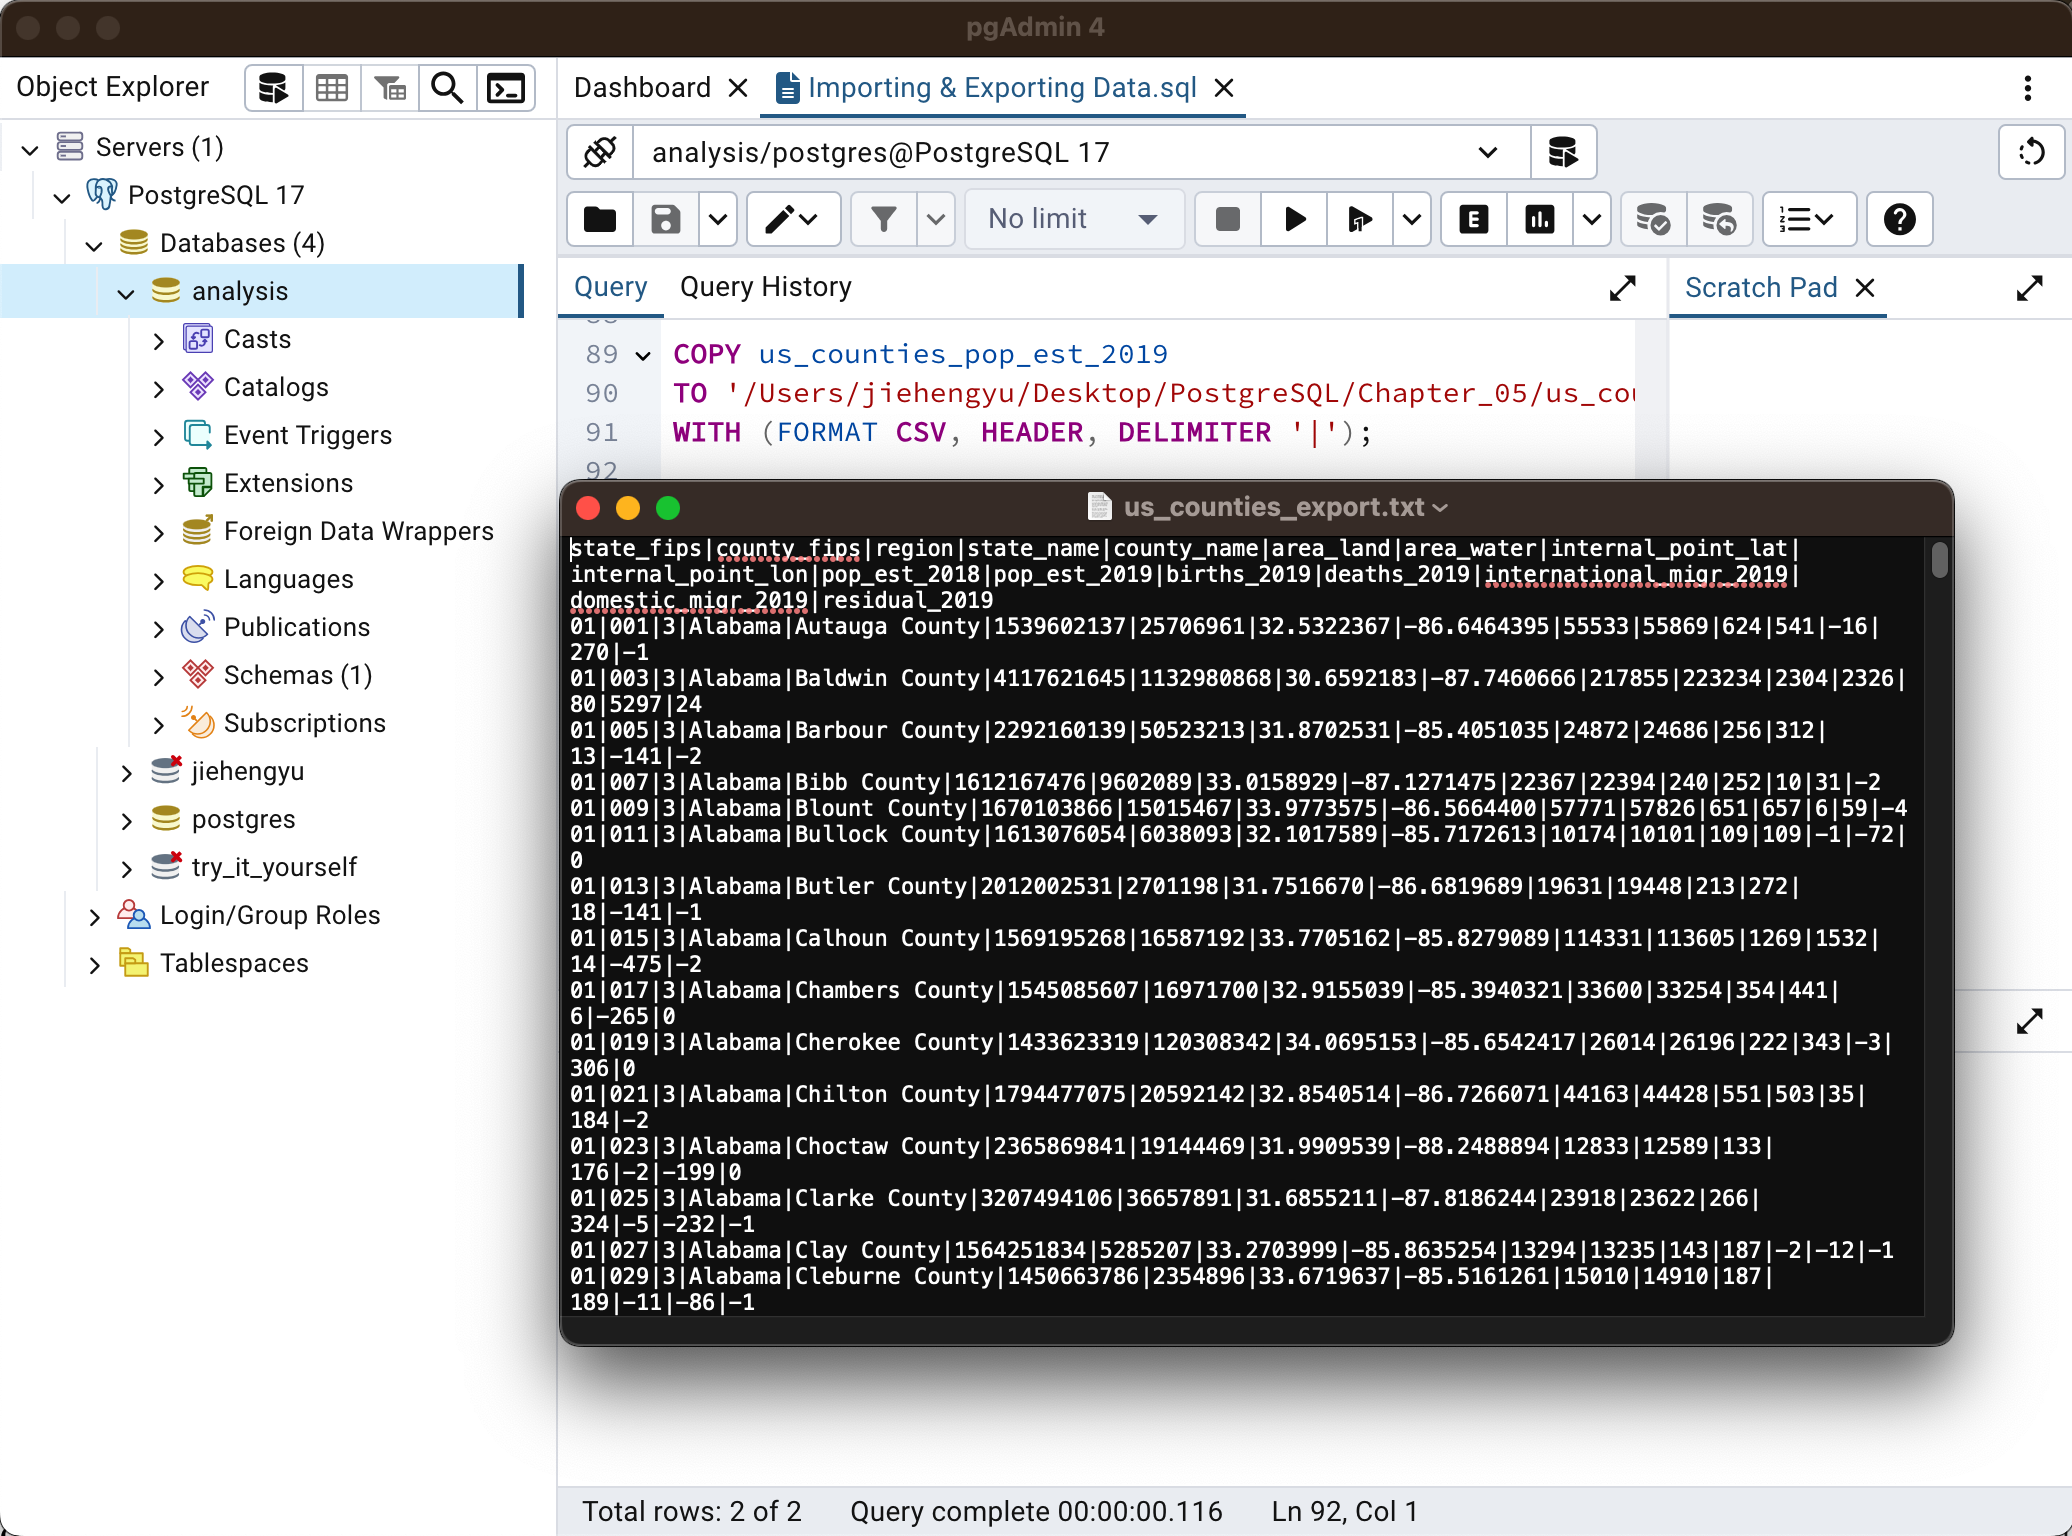 pgAdmin 4
Object Explorer
Dashboard
Importing & Exporting Data.sql
Servers (1)
PostgreSQL 17
Databases (4)
analysis
Casts
Catalogs
Event Triggers
Extensions
Foreign Data Wrappers
Languages
Publications
Schemas (1)
Subscriptions
jiehengyu
postgres
try_it_yourself
Login/Group Roles
Tablespaces
analysis/postgres@PostgreSQL 17
No limit
E
Query
Query History
Scratch Pad
89 COPY us_counties_pop_est_2019
90 TO '/Users/jiehengyu/Desktop/PostgreSQL/Chapter_05/us_cou
91 WITH (FORMAT CSV, HEADER, DELIMITER '|');
92
us_counties_export.txt
state_fips|county_fips|region|state_name|county_name|area_land|area_water|internal_point_lat|
internal_point_lon|pop_est_2018|pop_est_2019|births_2019|deaths_2019|international_migr_2019|
domestic_migr_2019|residual_2019
01|001|3|Alabama|Autauga County|1539602137|25706961|32.5322367|-86.6464395|55533|55869|624|541|-16|
270|-1
01|003|3|Alabama|Baldwin County|4117621645|1132980868|30.6592183|-87.7460666|217855|223234|2304|2326|
80|5297|24
01|005|3|Alabama|Barbour County|2292160139|50523213|31.8702531|-85.4051035|24872|24686|256|312|
13|-141|-2
01|007|3|Alabama|Bibb County|1612167476|9602089|33.0158929|-87.1271475|22367|22394|240|252|10|31|-2
01|009|3|Alabama|Blount County|1670103866|15015467|33.9773575|-86.5664400|57771|57826|651|657|6|59|-4
01|011|3|Alabama|Bullock County|1613076054|6038093|32.1017589|-85.7172613|10174|10101|109|109|-1|-72|
0
01|013|3|Alabama|Butler County|2012002531|2701198|31.7516670|-86.6819689|19631|19448|213|272|
18|-141|-1
01|015|3|Alabama|Calhoun County|1569195268|16587192|33.7705162|-85.8279089|114331|113605|1269|1532|
14|-475|-2
01|017|3|Alabama|Chambers County|1545085607|16971700|32.9155039|-85.3940321|33600|33254|354|441|
6|-265|0
01|019|3|Alabama|Cherokee County|1433623319|120308342|34.0695153|-85.6542417|26014|26196|222|343|-3|
306|0
01|021|3|Alabama|Chilton County|1794477075|20592142|32.8540514|-86.7266071|44163|44428|551|503|35|
184|-2
01|023|3|Alabama|Choctaw County|2365869841|19144469|31.9909539|-88.2488894|12833|12589|133|
176|-2|-199|0
01|025|3|Alabama|Clarke County|3207494106|36657891|31.6855211|-87.8186244|23918|23622|266|
324|-5|-232|-1
01|027|3|Alabama|Clay County|1564251834|5285207|33.2703999|-85.8635254|13294|13235|143|187|-2|-12|-1
01|029|3|Alabama|Cleburne County|1450663786|2354896|33.6719637|-85.5161261|15010|14910|187|
189|-11|-86|-1
Total rows: 2 of 2
Query complete 00:00:00.116
Ln 92, Col 1